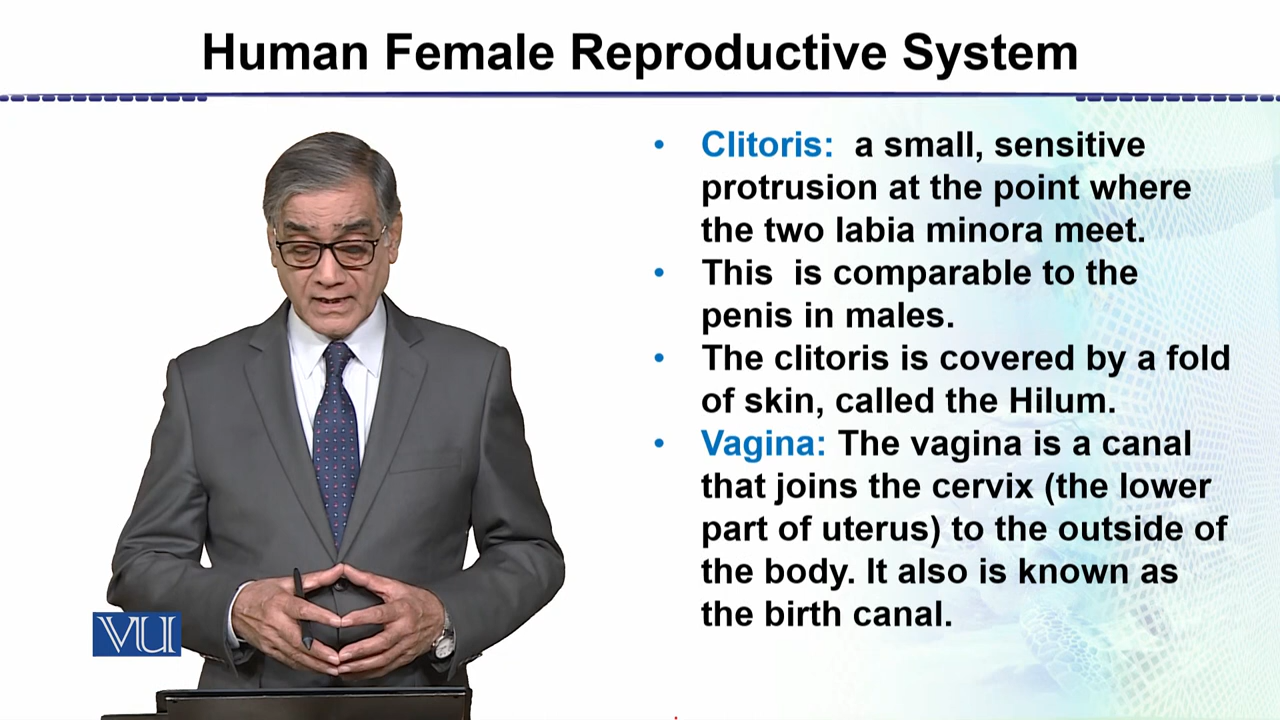 Human Female Reproductive System
• Clitoris: a small, sensitive
protrusion at the point where
the two labia minora meet.
• This is comparable to the
penis in males.
• The clitoris is covered by a fold
of skin, called the Hilum.
• Vagina: The vagina is a canal
that joins the cervix (the lower
part of uterus) to the outside of
the body. It also is known as
the birth canal.
VU